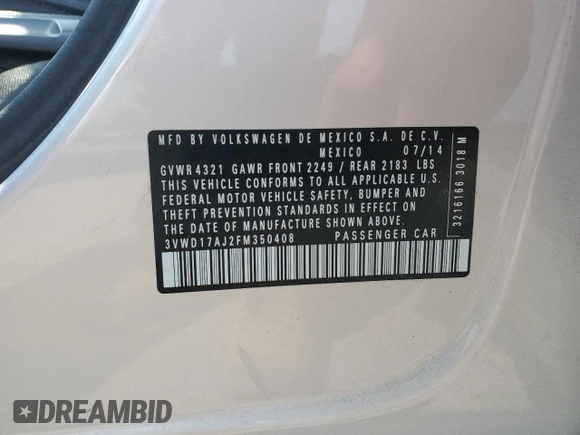 MFD BY VOLKSWAGEN DE MEXICO S.A. DE C.V.
MEXICO 07/14
GVWR 4321 GAWR FRONT 2249 / REAR 2183 LBS
THIS VEHICLE CONFORMS TO ALL APPLICABLE U.S.
FEDERAL MOTOR VEHICLE SAFETY, BUMPER AND
THEFT PREVENTION STANDARDS IN EFFECT ON
THE DATE OF MANUFACTURE SHOWN ABOVE.
3VWD17AJ2FM350408 PASSENGER CAR
3216166 3018 M
DREAMBID